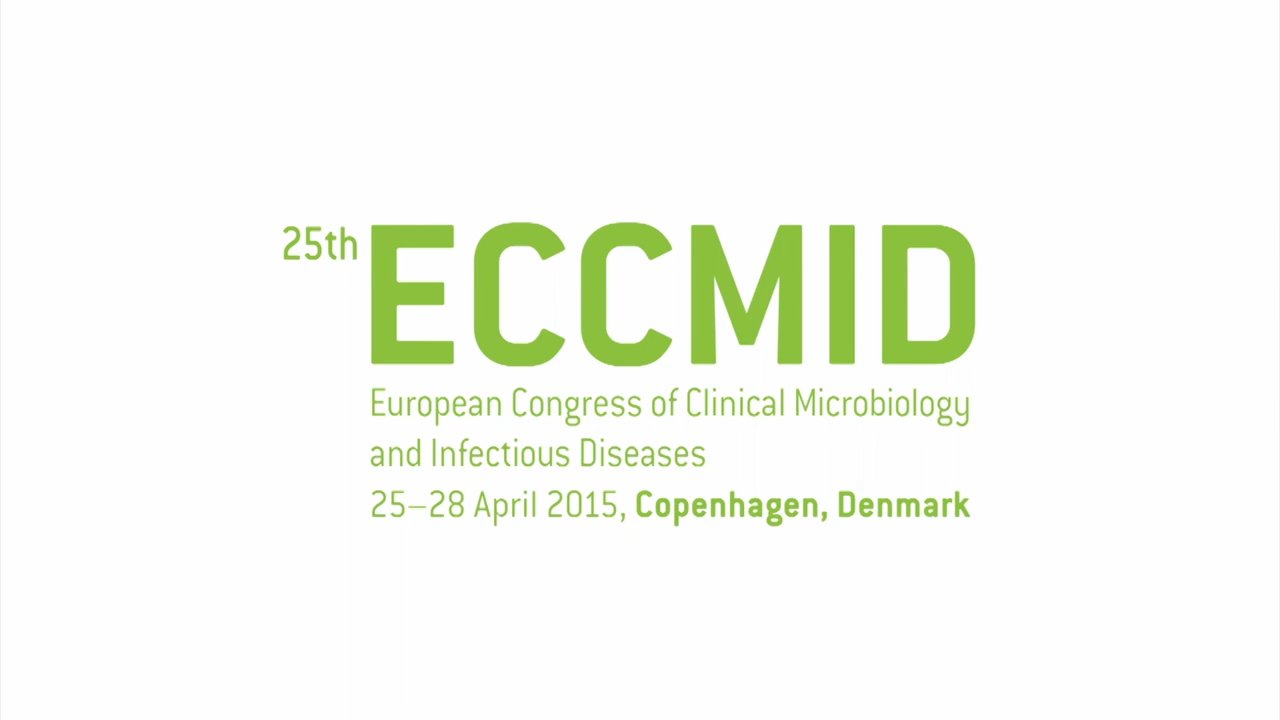 25th ECCMID
European Congress of Clinical Microbiology
and Infectious Diseases
25–28 April 2015, Copenhagen, Denmark